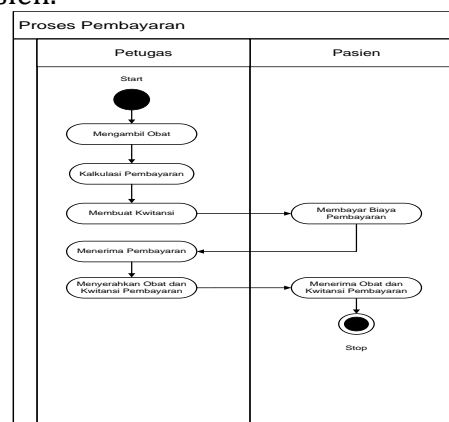 Proses Pembayaran
Petugas
Pasien
Start
Mengambil Obat
Kalkulasi Pembayaran
Membuat Kwitansi
Membayar Biaya
Pembayaran
Menerima Pembayaran
Menyerahkan Obat dan
Kwitansi Pembayaran
Menerima Obat dan
Kwitansi Pembayaran
Stop